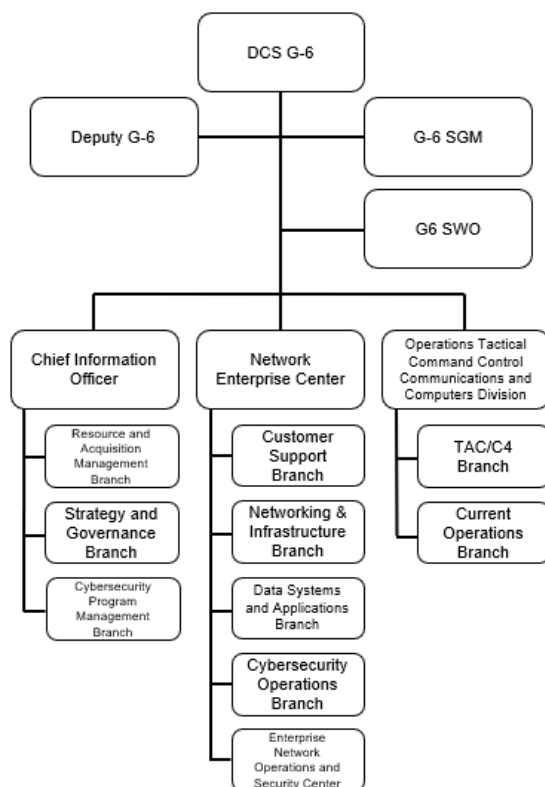 DCS G-6
Deputy G-6
G-6 SGM
G6 SWO
Chief Information
Officer
Network
Enterprise Center
Operations Tactical
Command Control
Communications and
Computers Division
Resource and
Acquisition
Management
Branch
Strategy and
Governance
Branch
Cybersecurity
Program
Management
Branch
Customer
Support
Branch
Networking &
Infrastructure
Branch
Data Systems
and Applications
Branch
Cybersecurity
Operations
Branch
Enterprise
Network
Operations and
Security Center
TAC/C4
Branch
Current
Operations
Branch